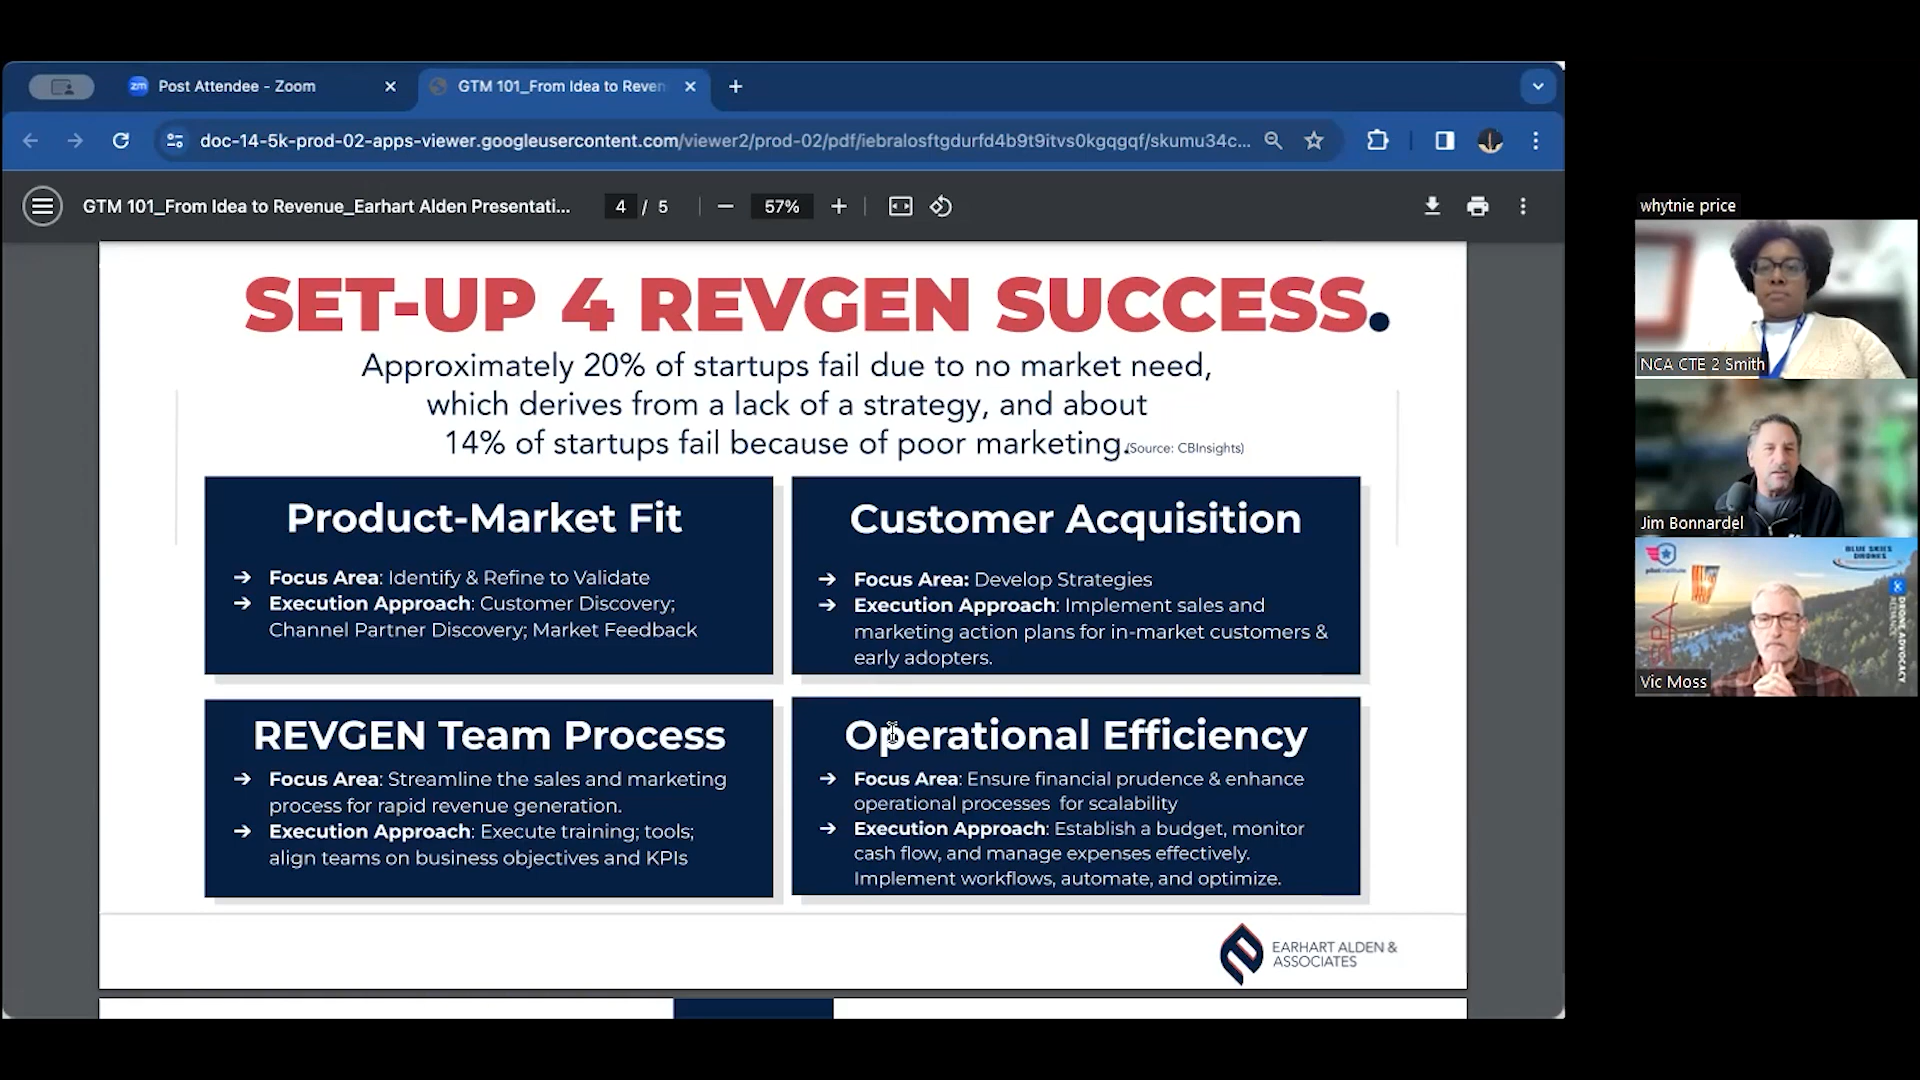 zm Post Attendee - Zoom
GTM 101_From Idea to Reven
doc-14-5k-prod-02-apps-viewer.googleusercontent.com/viewer2/prod-02/pdf/iebralosftgdurfd4b9t9itvs0kgqgqf/skumu34c...
GTM 101_From Idea to Revenue_Earhart Alden Presentati...
4 / 5
57%
SET-UP 4 REVGEN SUCCESS.
Approximately 20% of startups fail due to no market need,
which derives from a lack of a strategy, and about
14% of startups fail because of poor marketing.(Source: CBInsights)
Product-Market Fit
→ Focus Area: Identify & Refine to Validate
→ Execution Approach: Customer Discovery;
Channel Partner Discovery; Market Feedback
Customer Acquisition
→ Focus Area: Develop Strategies
→ Execution Approach: Implement sales and
marketing action plans for in-market customers &
early adopters.
REVGEN Team Process
→ Focus Area: Streamline the sales and marketing
process for rapid revenue generation.
→ Execution Approach: Execute training; tools;
align teams on business objectives and KPIs
Operational Efficiency
→ Focus Area: Ensure financial prudence & enhance
operational processes for scalability
→ Execution Approach: Establish a budget, monitor
cash flow, and manage expenses effectively.
Implement workflows, automate, and optimize.
EARHART ALDEN &
ASSOCIATES
whytnie price
NCA CTE 2 Smith
Jim Bonnardel
BLUE SKIES
DRONES
DRONE ADVOCACY
Vic Moss